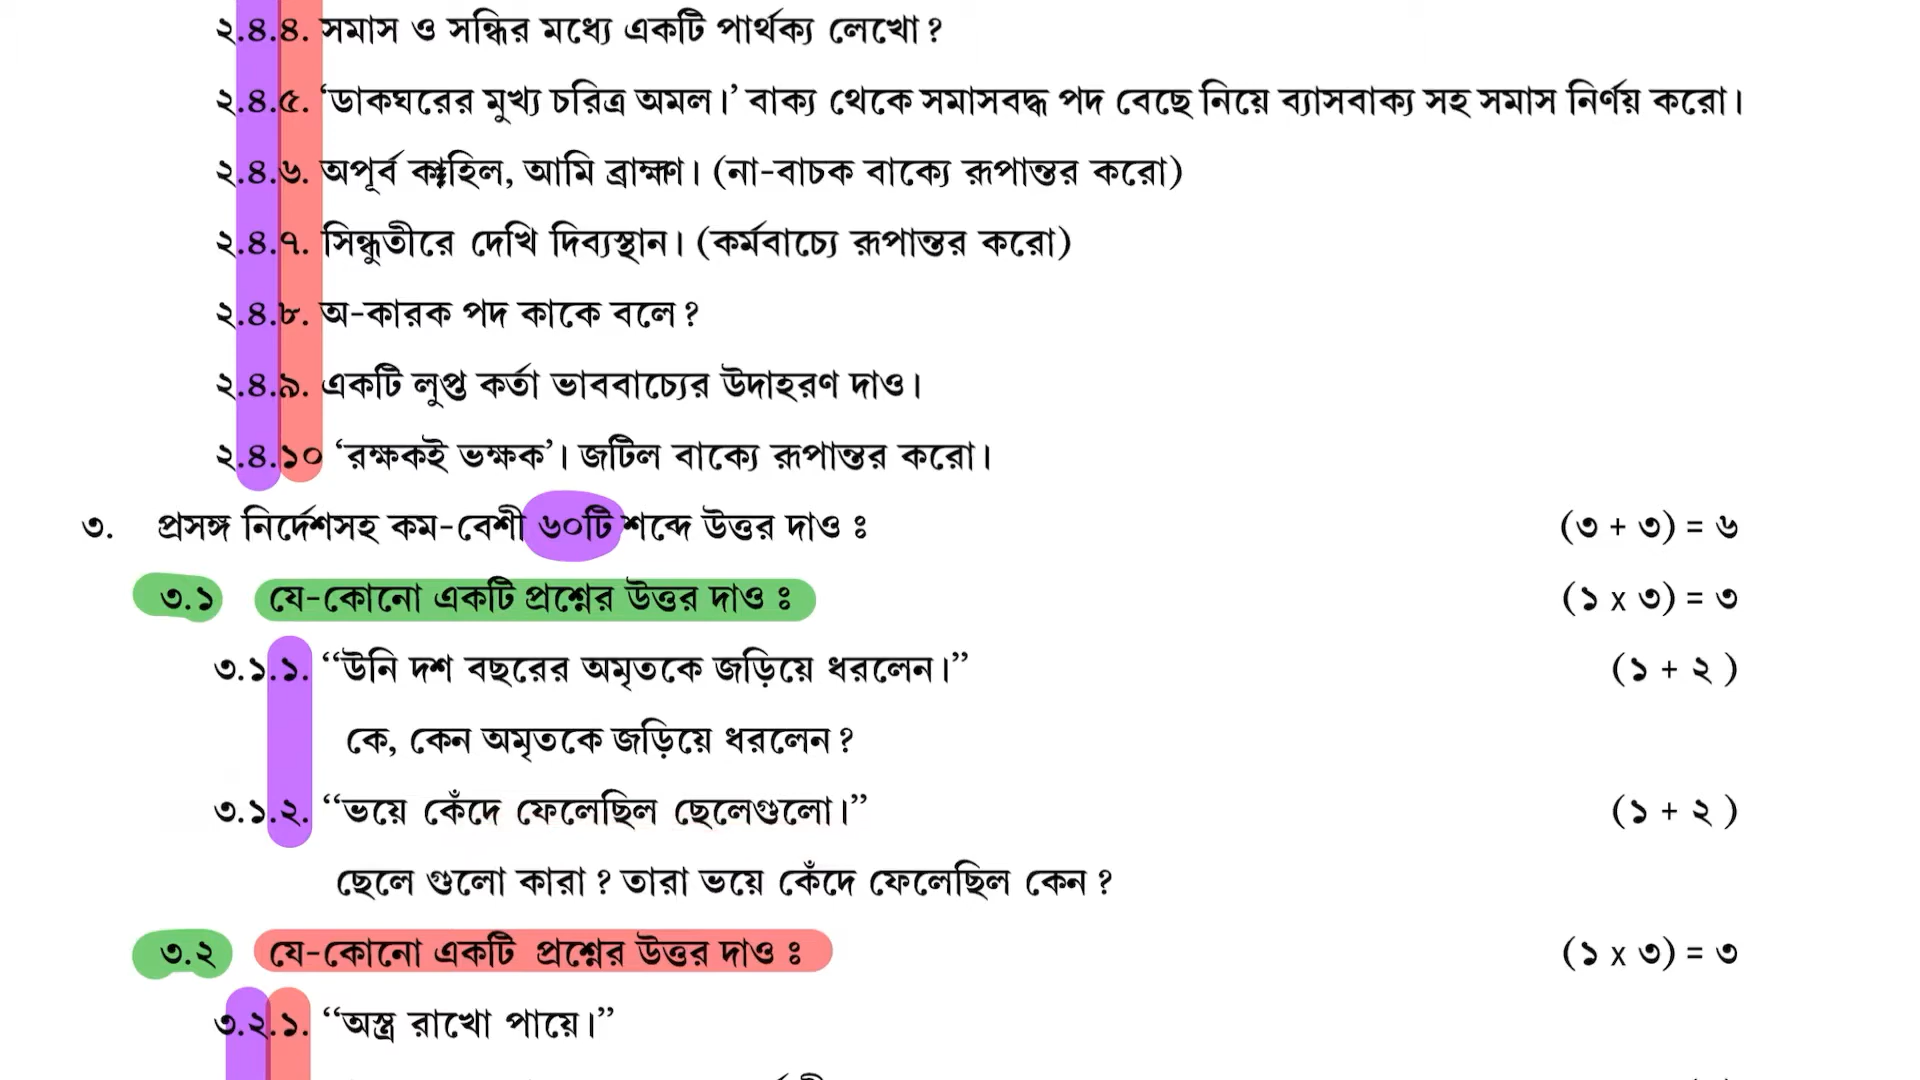 ২.৪.৪. সমাস ও সন্ধির মধ্যে একটি পার্থক্য লেখো ?
২.৪.৫. ‘ডাকঘরের মুখ্য চরিত্র অমল।’ বাক্য থেকে সমাসবদ্ধ পদ বেছে নিয়ে ব্যাসবাক্য সহ সমাস নির্ণয় করো।
২.৪.৬. অপূর্ব কহিল, আমি ব্রাহ্মণ। (না-বাচক বাক্যে রূপান্তর করো)
২.৪.৭. সিন্ধুতীরে দেখি দিব্যস্থান। (কর্মবাচ্যে রূপান্তর করো)
২.৪.৮. অ-কারক পদ কাকে বলে ?
২.৪.৯. একটি লুপ্ত কর্তা ভাববাচ্যের উদাহরণ দাও।
২.৪.১০ ‘রক্ষকই ভক্ষক’। জটিল বাক্যে রূপান্তর করো।
৩. প্রসঙ্গ নির্দেশসহ কম-বেশী ৬০টি শব্দে উত্তর দাও ঃ (৩ + ৩) = ৬
৩.১ যে-কোনো একটি প্রশ্নের উত্তর দাও ঃ (১ x ৩) = ৩
৩.১.১. “উনি দশ বছরের অমৃতকে জড়িয়ে ধরলেন।” (১ + ২ )
কে, কেন অমৃতকে জড়িয়ে ধরলেন ?
৩.১.২. “ভয়ে কেঁদে ফেলেছিল ছেলেগুলো।” (১ + ২ )
ছেলে গুলো কারা ? তারা ভয়ে কেঁদে ফেলেছিল কেন ?
৩.২ যে-কোনো একটি প্রশ্নের উত্তর দাও ঃ (১ x ৩) = ৩
৩.২.১. “অস্ত্র রাখো পায়ে।”